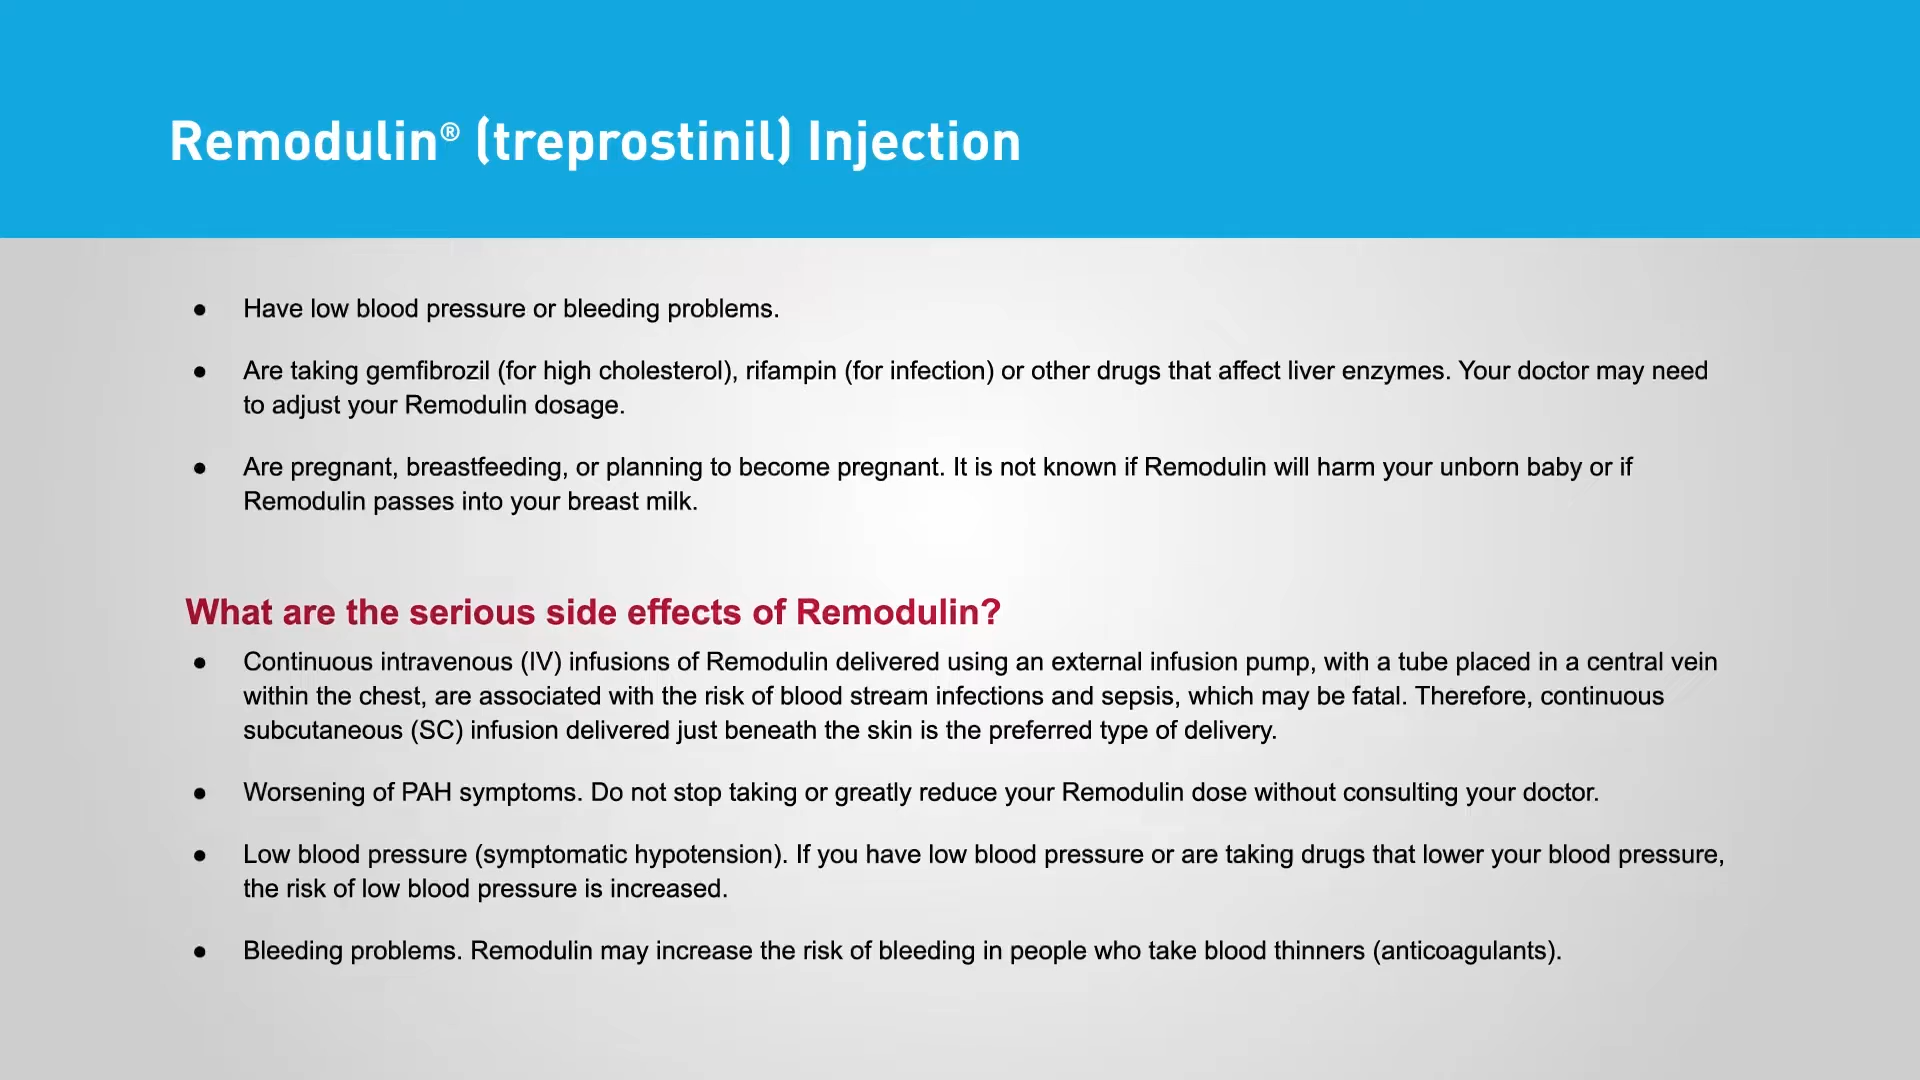 Remodulin® (treprostinil) Injection
● Have low blood pressure or bleeding problems.
● Are taking gemfibrozil (for high cholesterol), rifampin (for infection) or other drugs that affect liver enzymes. Your doctor may need
to adjust your Remodulin dosage.
● Are pregnant, breastfeeding, or planning to become pregnant. It is not known if Remodulin will harm your unborn baby or if
Remodulin passes into your breast milk.
What are the serious side effects of Remodulin?
● Continuous intravenous (IV) infusions of Remodulin delivered using an external infusion pump, with a tube placed in a central vein
within the chest, are associated with the risk of blood stream infections and sepsis, which may be fatal. Therefore, continuous
subcutaneous (SC) infusion delivered just beneath the skin is the preferred type of delivery.
● Worsening of PAH symptoms. Do not stop taking or greatly reduce your Remodulin dose without consulting your doctor.
● Low blood pressure (symptomatic hypotension). If you have low blood pressure or are taking drugs that lower your blood pressure,
the risk of low blood pressure is increased.
● Bleeding problems. Remodulin may increase the risk of bleeding in people who take blood thinners (anticoagulants).